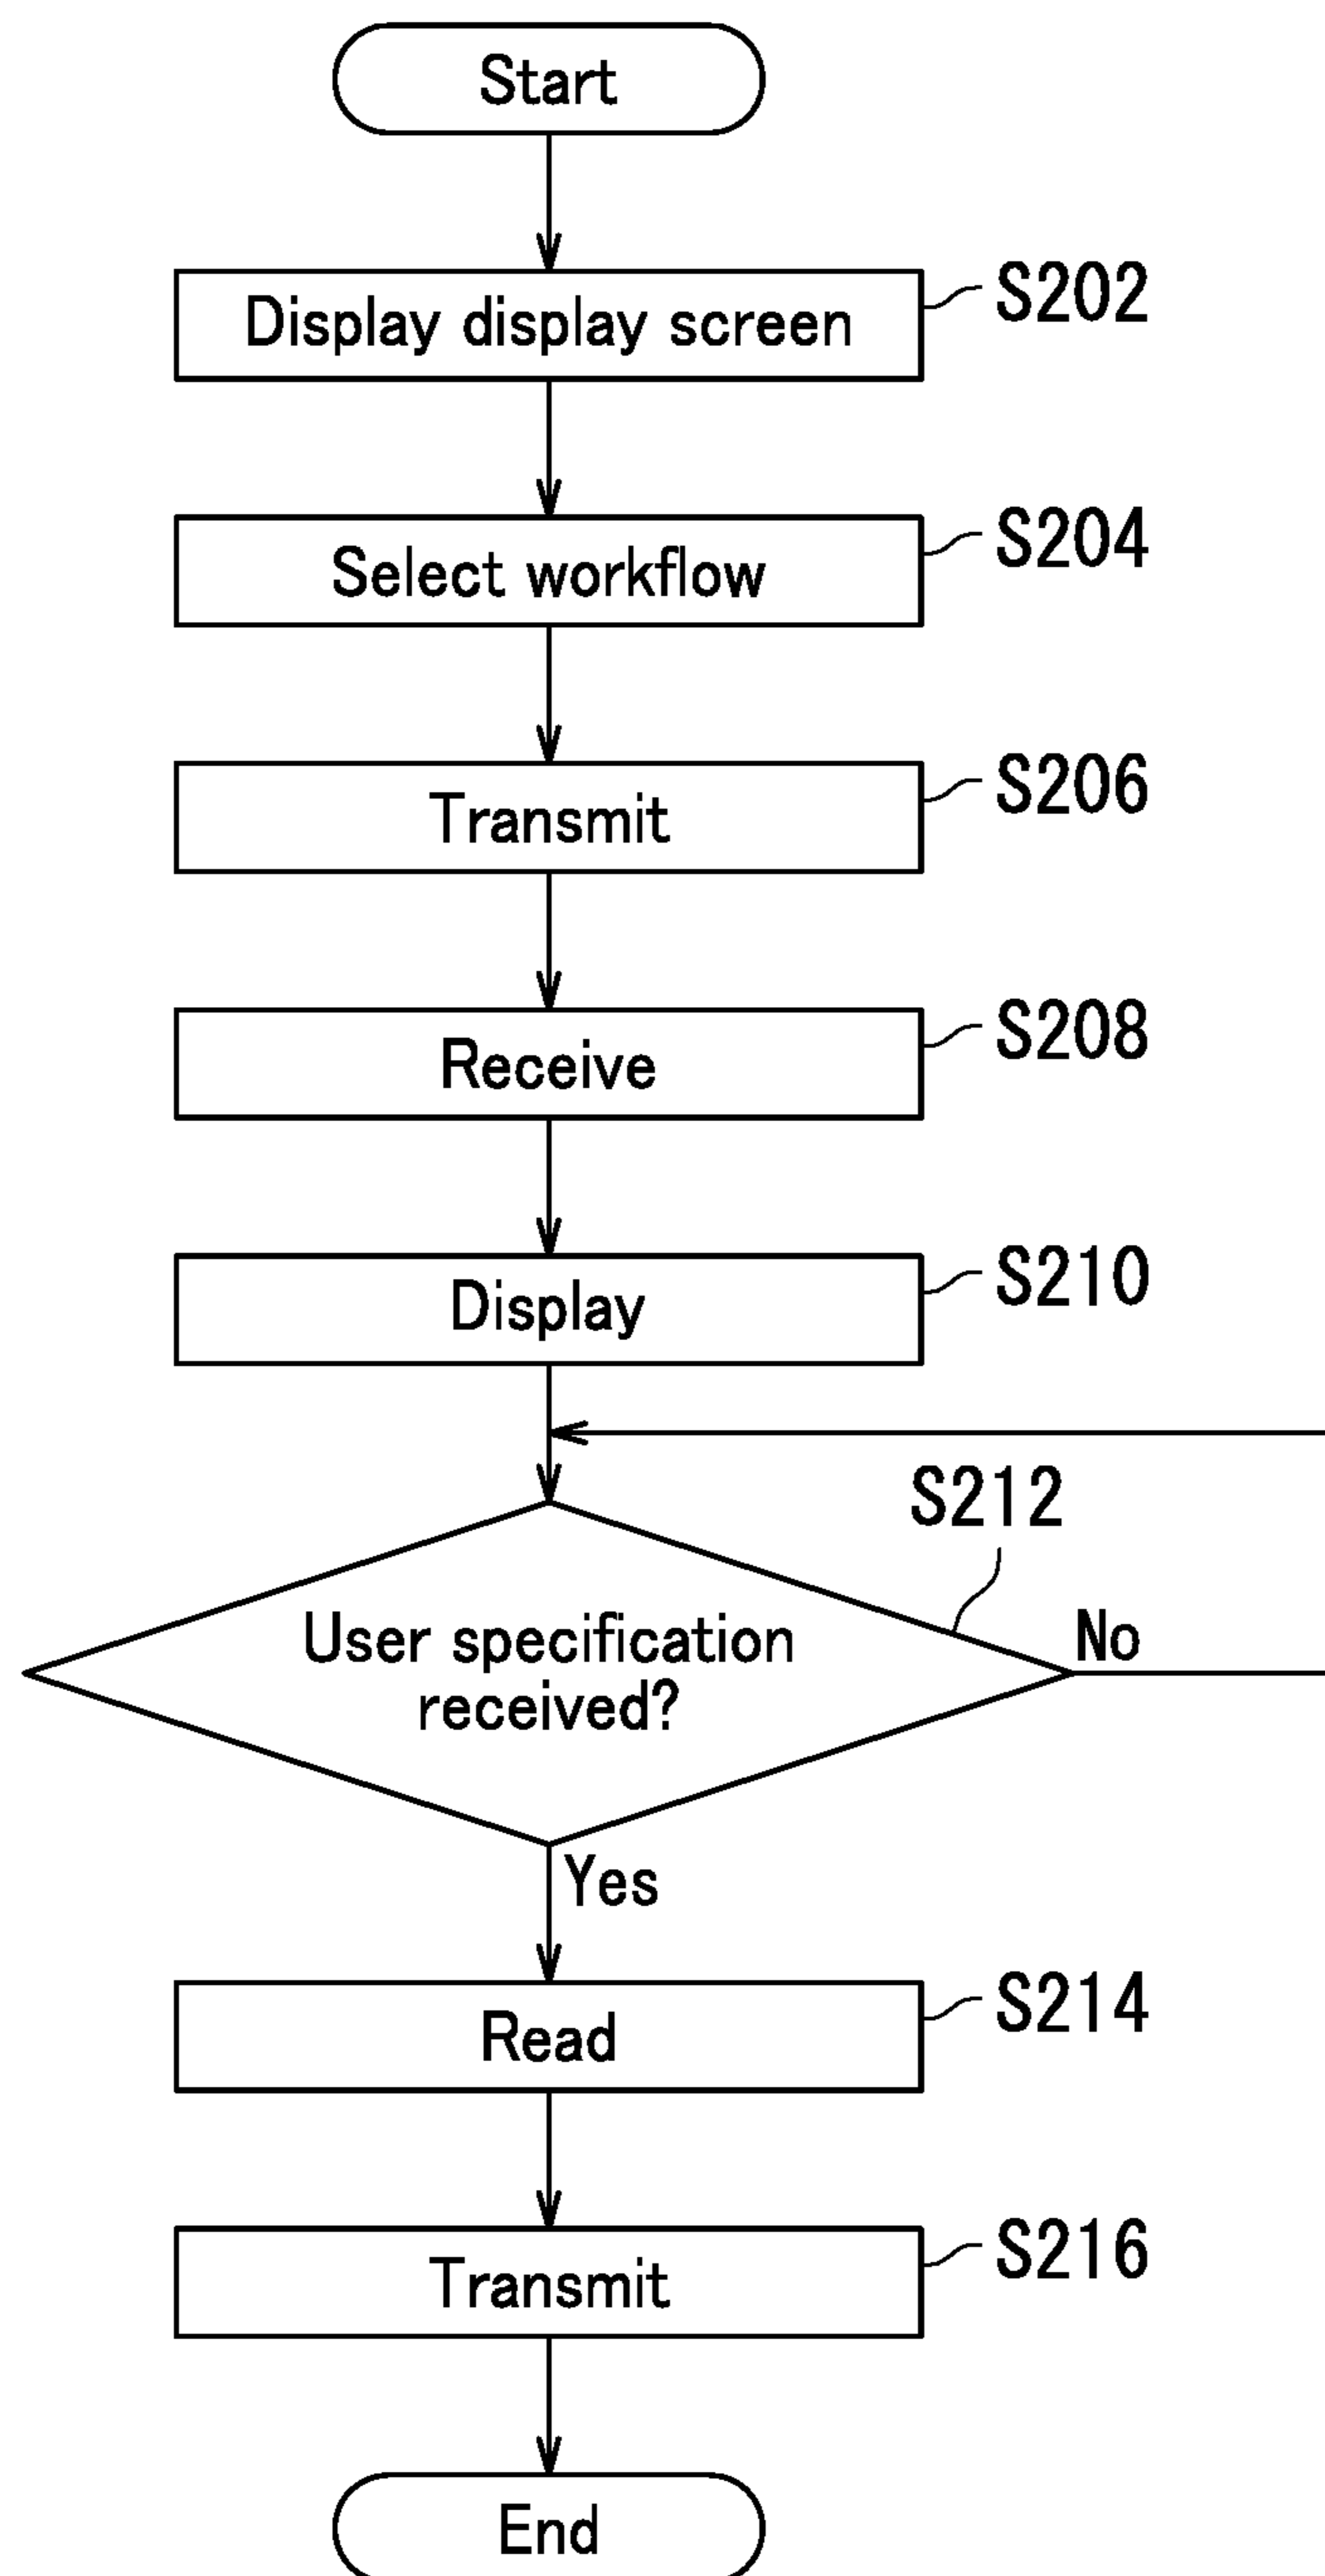 Start
Display display screen
S202
Select workflow
S204
Transmit
S206
Receive
S208
Display
S210
S212
User specification
received?
No
Yes
Read
S214
Transmit
S216
End